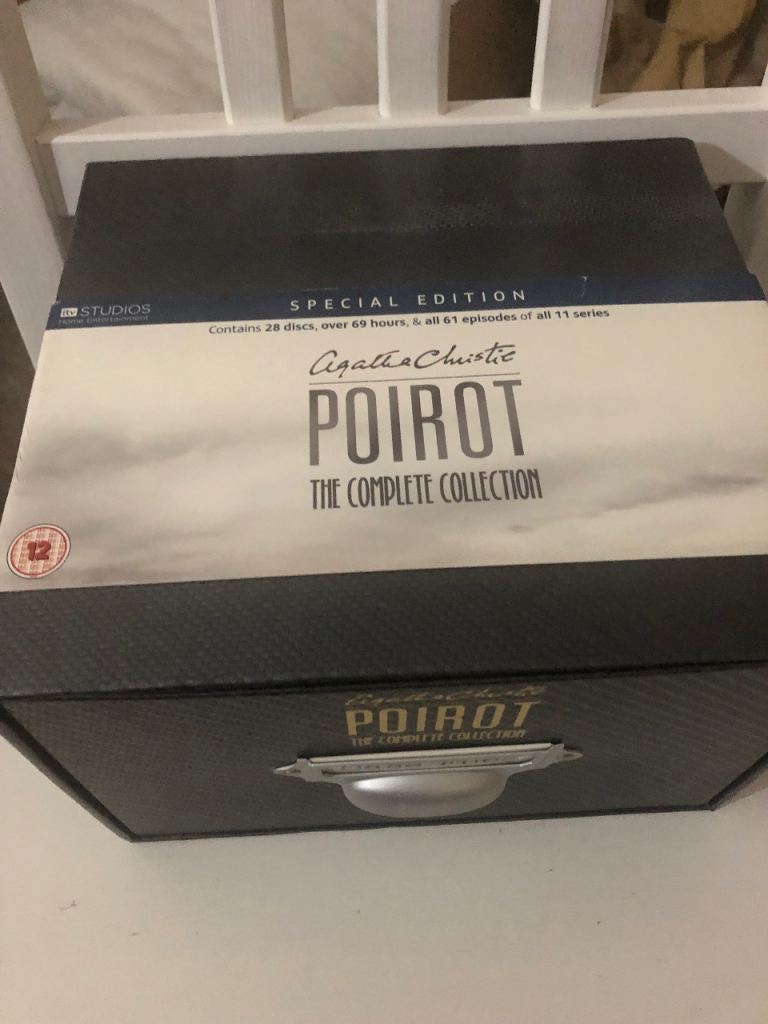 SPECIAL EDITION
itv STUDIOS
Home Entertainment
Contains 28 discs, over 69 hours, & all 61 episodes of all 11 series
Agatha Christie
POIROT
THE COMPLETE COLLECTION
12
Agatha Christie
POIROT
THE COMPLETE COLLECTION